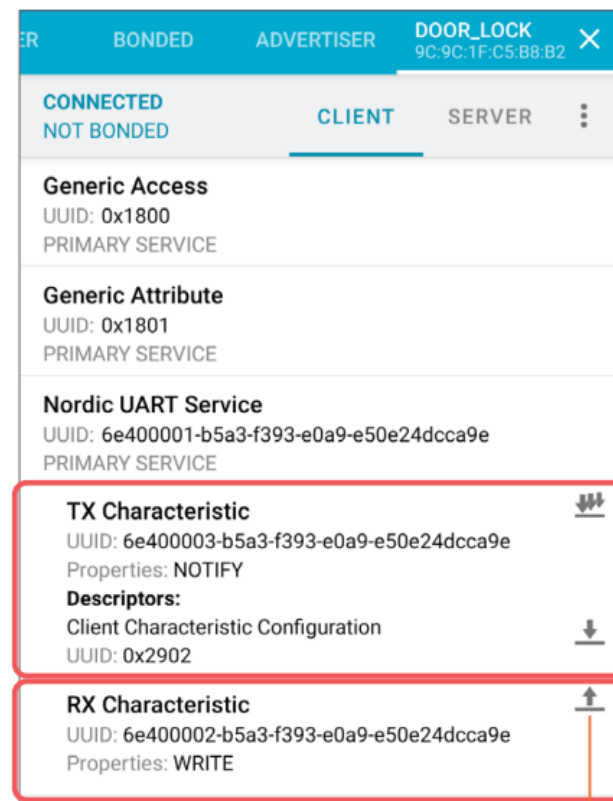 ER BONDED ADVERTISER DOOR_LOCK
9C:9C:1F:C5:B8:B2
CONNECTED
NOT BONDED
CLIENT SERVER
Generic Access
UUID: 0x1800
PRIMARY SERVICE
Generic Attribute
UUID: 0x1801
PRIMARY SERVICE
Nordic UART Service
UUID: 6e400001-b5a3-f393-e0a9-e50e24dcca9e
PRIMARY SERVICE
TX Characteristic
UUID: 6e400003-b5a3-f393-e0a9-e50e24dcca9e
Properties: NOTIFY
Descriptors:
Client Characteristic Configuration
UUID: 0x2902
RX Characteristic
UUID: 6e400002-b5a3-f393-e0a9-e50e24dcca9e
Properties: WRITE